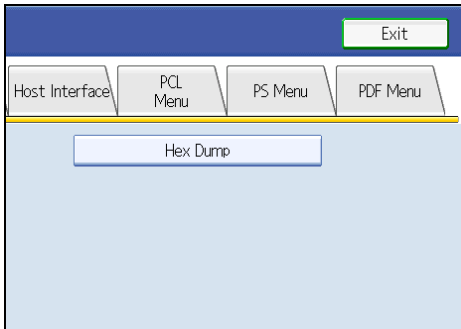 Exit
Host Interface
PCL
Menu
PS Menu
PDF Menu
Hex Dump